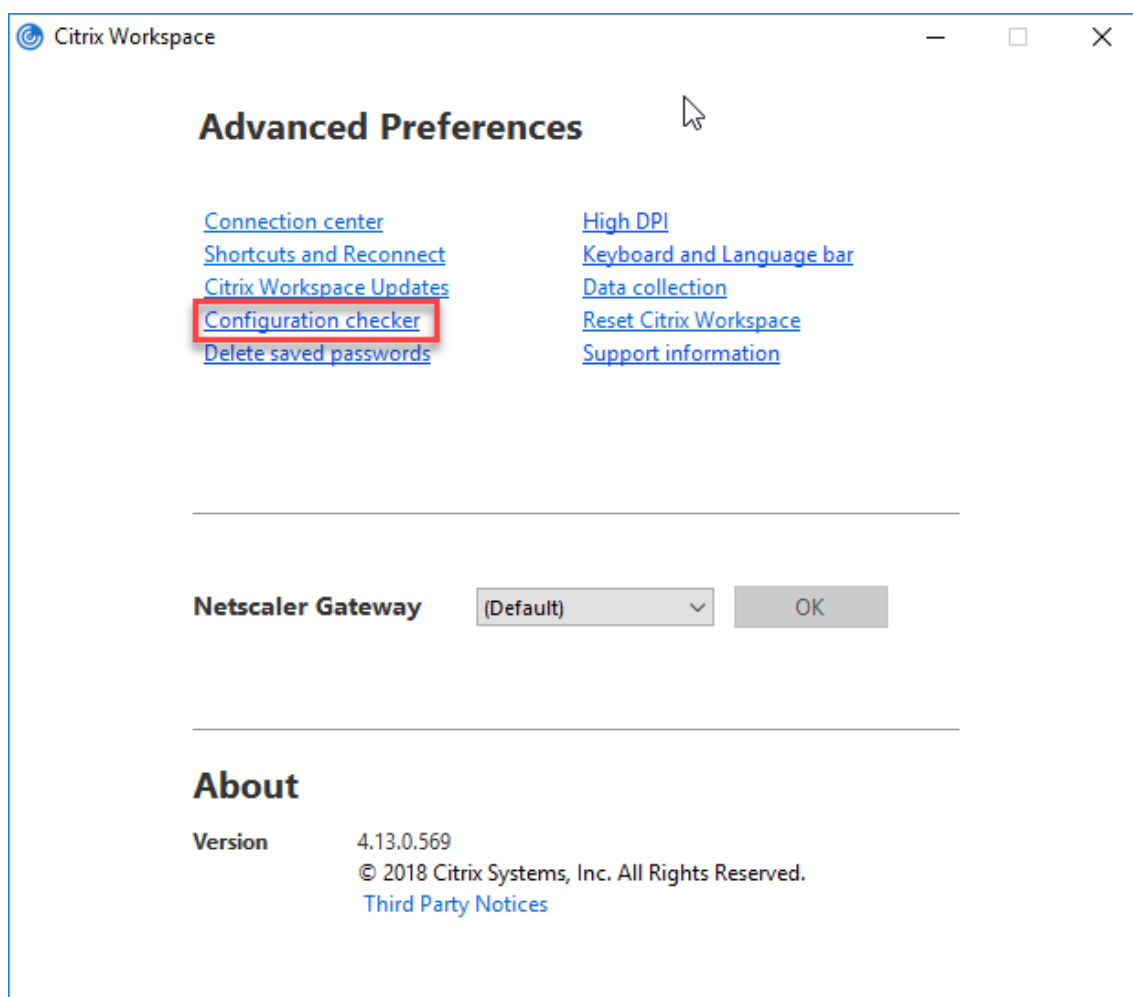 Citrix Workspace
Advanced Preferences
Connection center
Shortcuts and Reconnect
Citrix Workspace Updates
Configuration checker
Delete saved passwords
High DPI
Keyboard and Language bar
Data collection
Reset Citrix Workspace
Support information
Netscaler Gateway (Default) OK
About
Version 4.13.0.569
© 2018 Citrix Systems, Inc. All Rights Reserved.
Third Party Notices